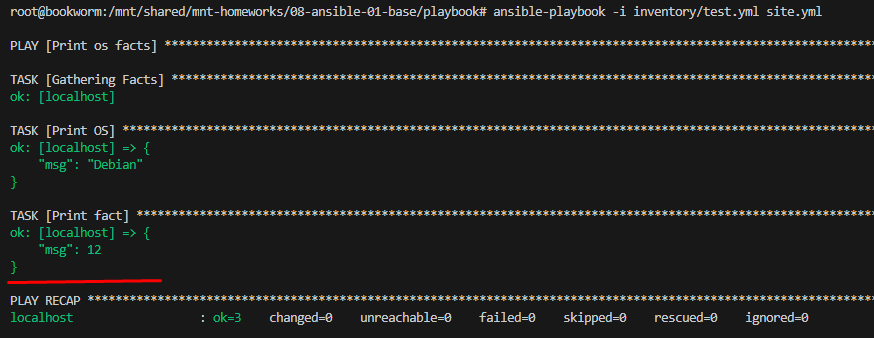 root@bookworm:/mnt/shared/mnt-homeworks/08-ansible-01-base/playbook# ansible-playbook -i inventory/test.yml site.yml
PLAY [Print os facts] *********************************************************************************************************
TASK [Gathering Facts] ********************************************************************************************************
ok: [localhost]
TASK [Print OS] ***************************************************************************************************************
ok: [localhost] => {
    "msg": "Debian"
}
TASK [Print fact] *************************************************************************************************************
ok: [localhost] => {
    "msg": 12
}
PLAY RECAP ********************************************************************************************************************
localhost                  : ok=3    changed=0    unreachable=0    failed=0    skipped=0    rescued=0    ignored=0